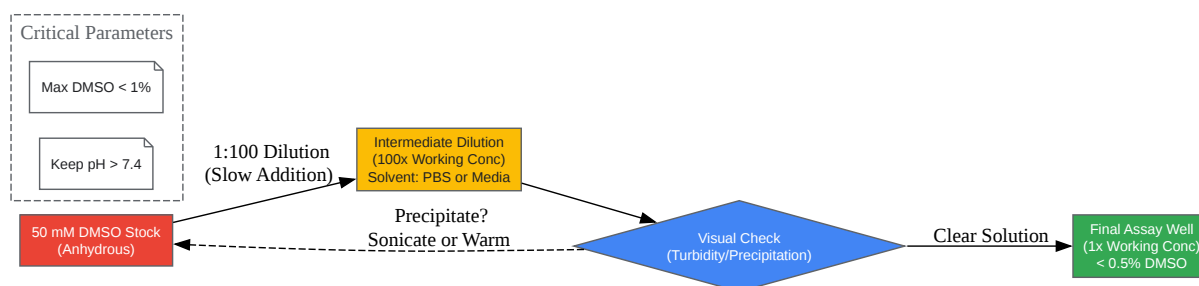 Critical Parameters
Max DMSO < 1%
Keep pH > 7.4
50 mM DMSO Stock
(Anhydrous)
1:100 Dilution
(Slow Addition)
Intermediate Dilution
(100x Working Conc)
Solvent: PBS or Media
Precipitate?
Sonicate or Warm
Visual Check
(Turbidity/Precipitation)
Clear Solution
Final Assay Well
(1x Working Conc)
< 0.5% DMSO